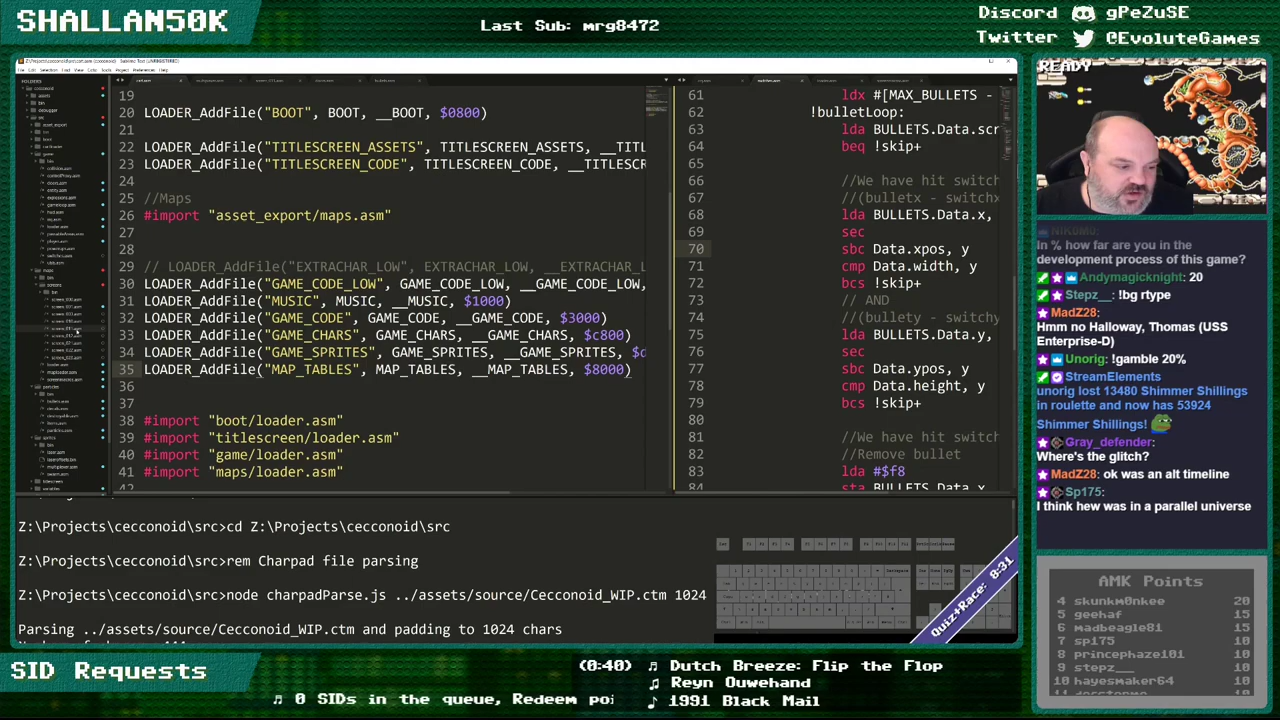 SHALLAN50K
Last Sub: mrg8472
Discord gPeZuSE
Twitter @EvoluteGames
READY
19
20 LOADER_AddFile("BOOT", BOOT, __BOOT, $0800)
21
22 LOADER_AddFile("TITLESCREEN_ASSETS", TITLESCREEN_ASSETS, __TITL
23 LOADER_AddFile("TITLESCREEN_CODE", TITLESCREEN_CODE, __TITLESCR
24
25 //Maps
26 #import "asset_export/maps.asm"
27
28
29 // LOADER_AddFile("EXTRACHAR_LOW", EXTRACHAR_LOW, __EXTRACHAR_L
30 LOADER_AddFile("GAME_CODE_LOW", GAME_CODE_LOW, __GAME_CODE_LOW,
31 LOADER_AddFile("MUSIC", MUSIC, __MUSIC, $1000)
32 LOADER_AddFile("GAME_CODE", GAME_CODE, __GAME_CODE, $3000)
33 LOADER_AddFile("GAME_CHARS", GAME_CHARS, __GAME_CHARS, $c800)
34 LOADER_AddFile("GAME_SPRITES", GAME_SPRITES, __GAME_SPRITES, $d
35 LOADER_AddFile("MAP_TABLES", MAP_TABLES, __MAP_TABLES, $8000)
36
37
38 #import "boot/loader.asm"
39 #import "titlescreen/loader.asm"
40 #import "game/loader.asm"
41 #import "maps/loader.asm"
42
61 ldx #[MAX_BULLETS -
62 !bulletLoop:
63 lda BULLETS.Data.scr
64 beq !skip+
65
66 //We have hit switch
67 //(bulletx - switchx
68 lda BULLETS.Data.x,
69 sec
70 sbc Data.xpos, y
71 cmp Data.width, y
72 bcs !skip+
73 // AND
74 //(bullety - switchy
75 lda BULLETS.Data.y,
76 sec
77 sbc Data.ypos, y
78 cmp Data.height, y
79 bcs !skip+
80
81 //We have hit switch
82 //Remove bullet
83 lda #$f8
84 sta BULLETS.Data.x
Z:\Projects\cecconoid\src>cd Z:\Projects\cecconoid\src
Z:\Projects\cecconoid\src>rem Charpad file parsing
Z:\Projects\cecconoid\src>node charpadParse.js ../assets/source/Cecconoid_WIP.ctm 1024
Parsing ../assets/source/Cecconoid_WIP.ctm and padding to 1024 chars
Quiz+Race: 8:31
In % how far are you in the
development process of this game?
Andymagicknight: 20
Stepz__: !bg rtype
MadZ28:
Hmm no Halloway, Thomas (USS
Enterprise-D)
Unorig: !gamble 20%
StreamElements
unorig lost 13480 Shimmer Shillings
in roulette and now has 53924
Shimmer Shillings!
Gray_defender:
Where's the glitch?
MadZ28: ok was an alt timeline
Sp175:
I think hew was in a parallel universe
AMK Points
4 skunkm0nkee 20
5 geehaf 15
6 madbeagle81 15
7 sp175 10
8 princephaze101 10
9 stepz__ 10
10 hayesmaker64 10
SID Requests
(0:40) ♫ Dutch Breeze: Flip the Flop
♫ Reyn Ouwehand
♪ 1991 Black Mail
♫ 0 SIDs in the queue, Redeem poi